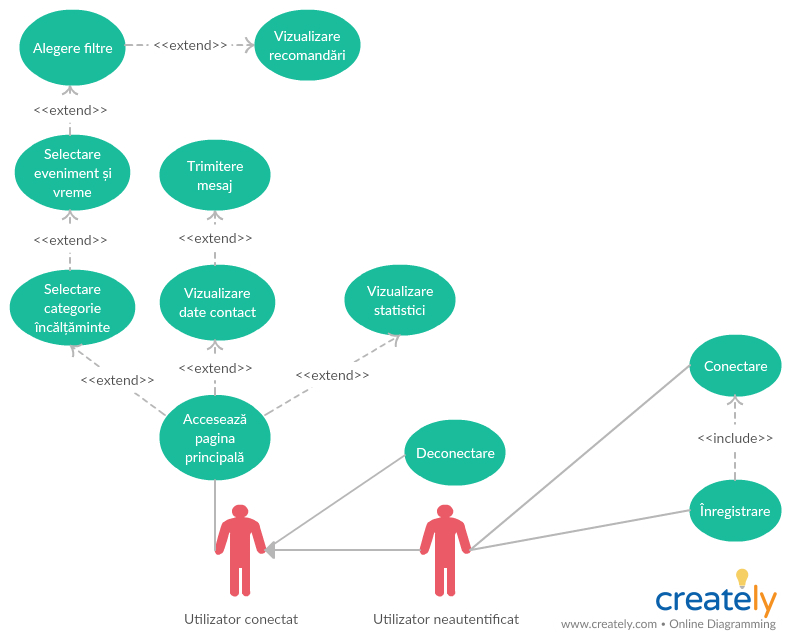 Alegere filtre
<<extend>>
Vizualizare
recomandări
<<extend>>
Selectare
eveniment și
vreme
Trimitere
mesaj
<<extend>>
<<extend>>
Selectare
categorie
încălțăminte
Vizualizare
date contact
Vizualizare
statistici
<<extend>>
<<extend>>
<<extend>>
Conectare
Accesează
pagina
principală
Deconectare
<<include>>
Înregistrare
Utilizator conectat
Utilizator neautentificat
creately
www.creately.com • Online Diagramming